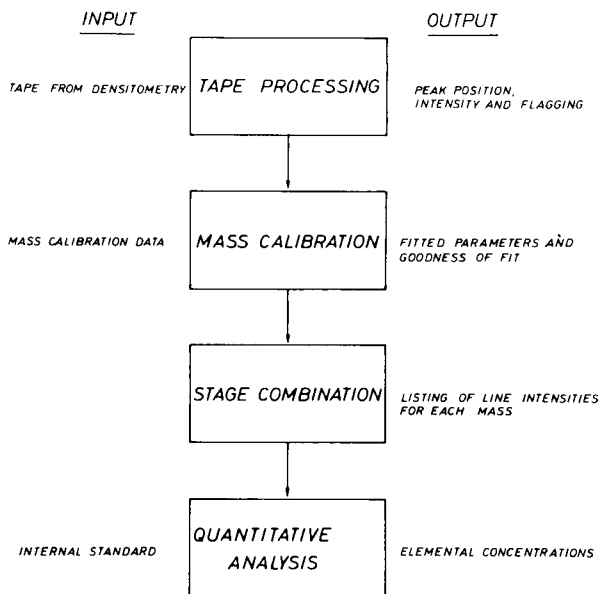 INPUT
OUTPUT
TAPE FROM DENSITOMETRY
TAPE PROCESSING
PEAK POSITION,
INTENSITY AND FLAGGING
MASS CALIBRATION DATA
MASS CALIBRATION
FITTED PARAMETERS AND
GOODNESS OF FIT
STAGE COMBINATION
LISTING OF LINE INTENSITIES
FOR EACH MASS
INTERNAL STANDARD
QUANTITATIVE
ANALYSIS
ELEMENTAL CONCENTRATIONS